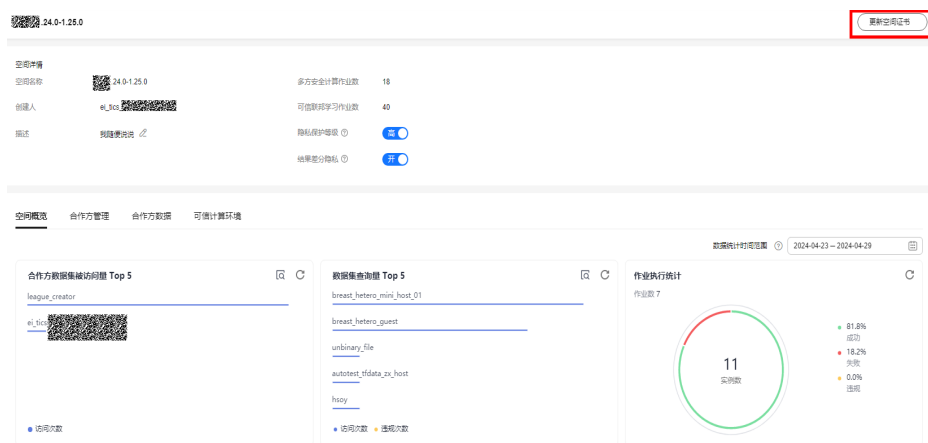 .24.0-1.25.0
更新空间证书
空间详情
空间名称 .24.0-1.25.0 多方安全计算作业数 18
创建人 ei_tics_ 可信联邦学习作业数 40
描述 我随便说说 隐私保护等级 高
结果差分隐私 开
空间概览 合作方管理 合作方数据 可信计算环境
数据统计时间范围 2024-04-23 – 2024-04-29
合作方数据集被访问量 Top 5
league_creator
ei_tics
访问次数
数据集查询量 Top 5
breast_hetero_mini_host_01
breast_hetero_guest
unbinary_file
autotest_tfdata_zx_host
hsoy
访问次数 违规次数
作业执行统计
作业数 7
11
实例数
81.8%
成功
18.2%
失败
0.0%
违规